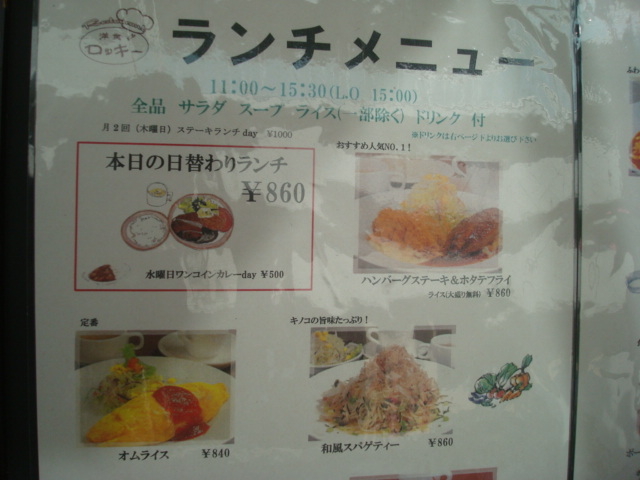 洋食
ロッキー
ランチメニュー
11:00～15:30(L.O 15:00)
全品 サラダ スープ ライス(一部除く) ドリンク 付
※ドリンクは右ページ下よりお選び下さい
月2回(木曜日)ステーキランチday ¥1000
本日の日替わりランチ
¥860
水曜日ワンコインカレーday ¥500
おすすめ人気NO.1!
ハンバーグステーキ&ホタテフライ
ライス(大盛り無料) ¥860
定番
オムライス ¥840
キノコの旨味たっぷり!
和風スパゲティー ¥860